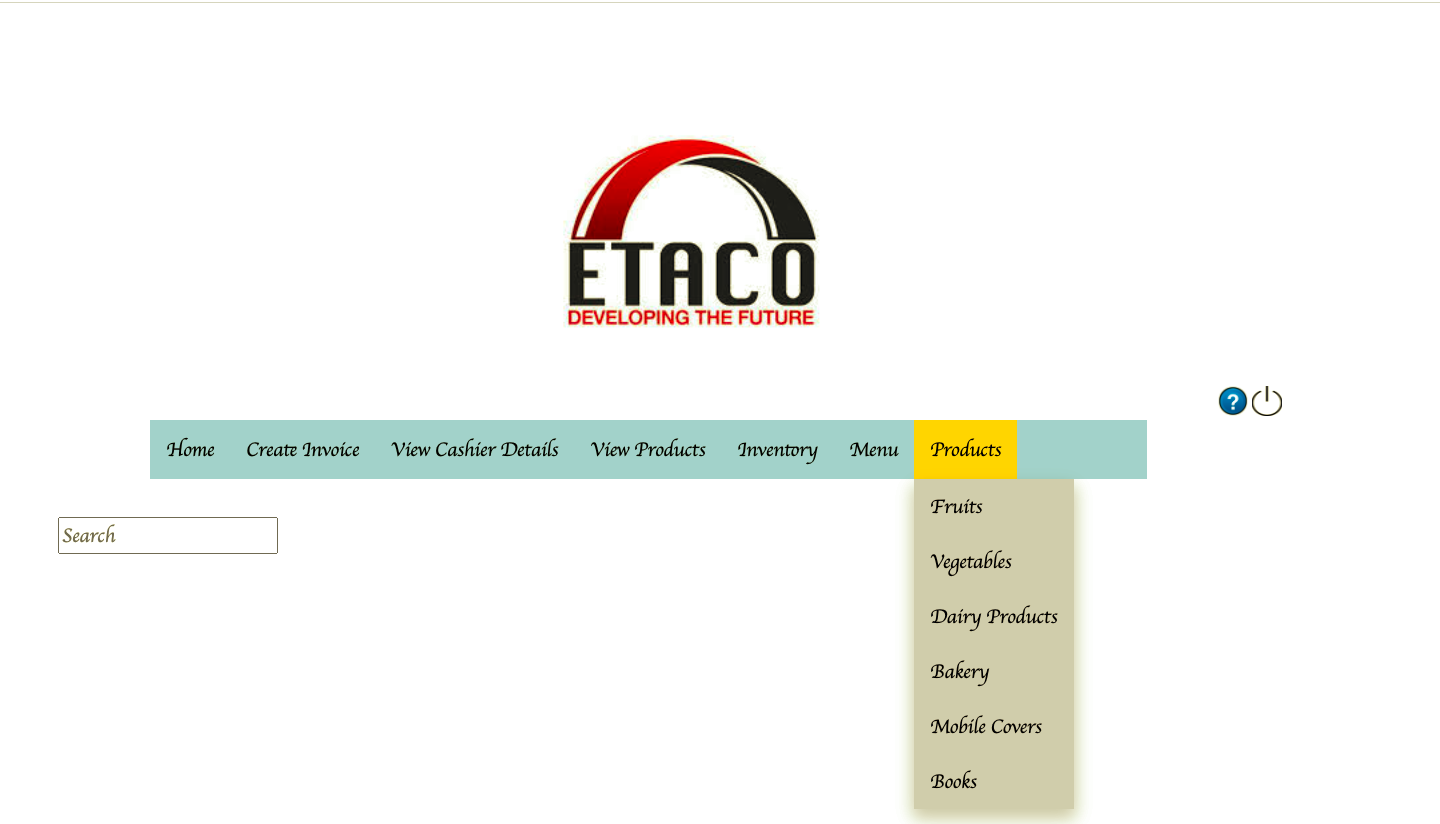 ETACO
DEVELOPING THE FUTURE
?
Home Create Invoice View Cashier Details View Products Inventory Menu Products
Search
Fruits
Vegetables
Dairy Products
Bakery
Mobile Covers
Books